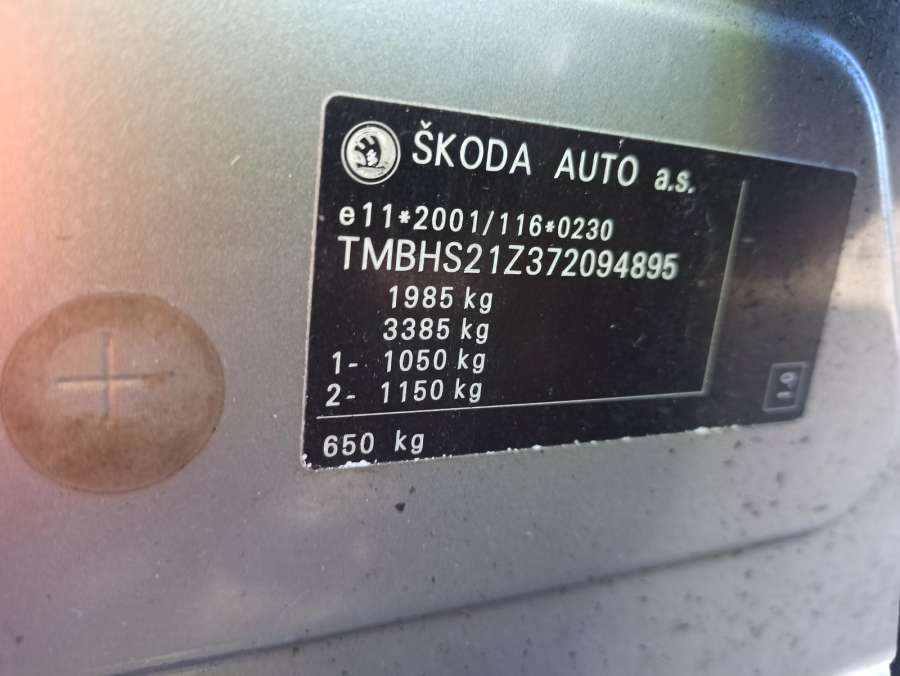 ŠKODA AUTO a.s.
e11*2001/116*0230
TMBHS21Z372094895
1985 kg
3385 kg
1- 1050 kg
2- 1150 kg
650 kg